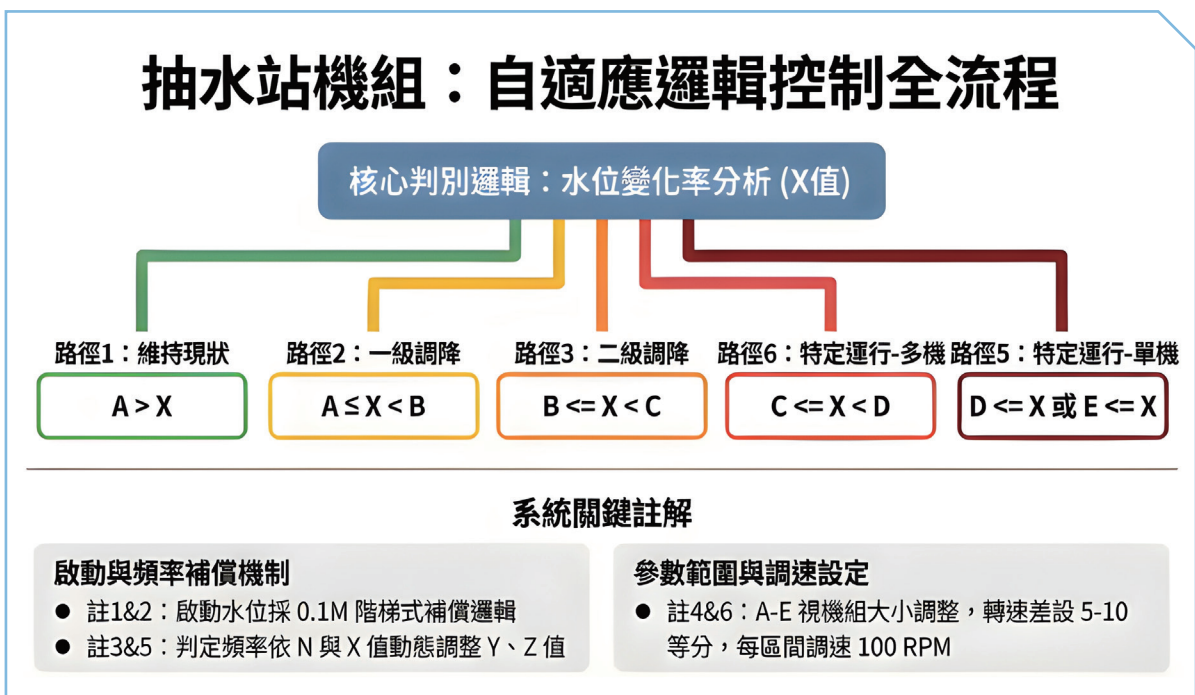 抽水站機組：自適應邏輯控制全流程
核心判別邏輯：水位變化率分析 (X值)
路徑1：維持現狀
A > X
路徑2：一級調降
A ≤ X < B
路徑3：二級調降
B <= X < C
路徑6：特定運行-多機
C <= X < D
路徑5：特定運行-單機
D <= X 或 E <= X
系統關鍵註解
啟動與頻率補償機制
● 註1&2：啟動水位採 0.1M 階梯式補償邏輯
● 註3&5：判定頻率依 N 與 X 值動態調整 Y、Z 值
參數範圍與調速設定
● 註4&6：A-E 視機組大小調整，轉速差設 5-10
等分，每區間調速 100 RPM